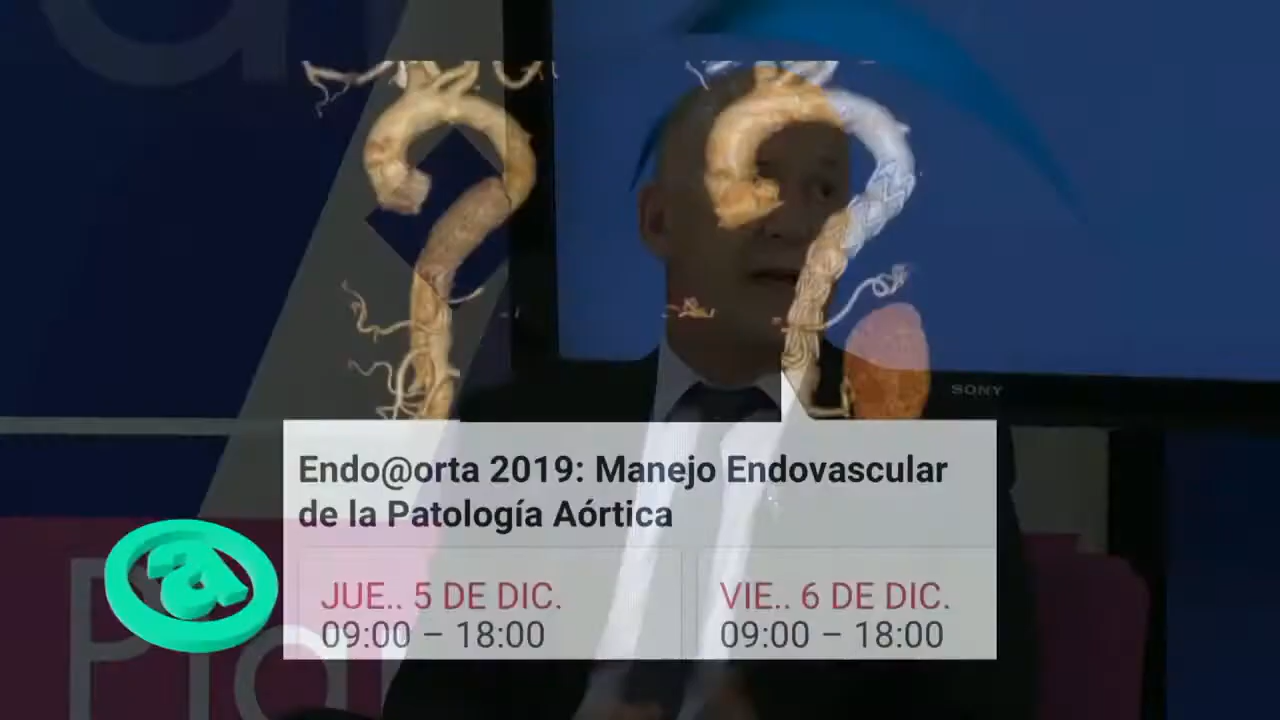 SONY
Endo@orta 2019: Manejo Endovascular
de la Patología Aórtica
JUE.. 5 DE DIC.
VIE.. 6 DE DIC.
09:00 – 18:00
09:00 – 18:00